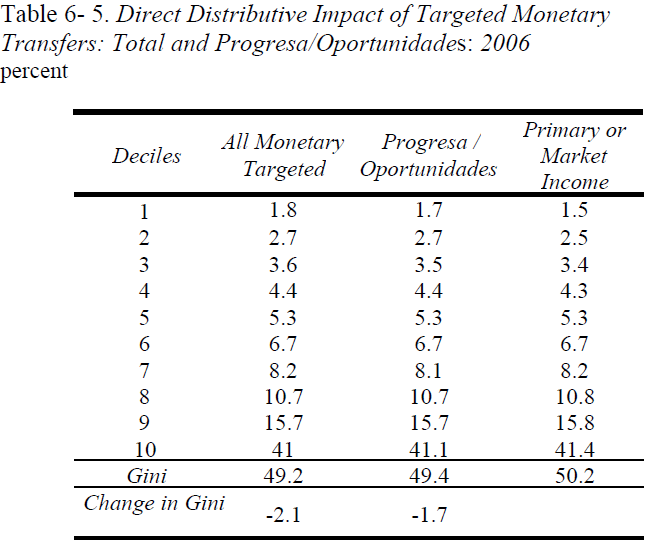 Table 6- 5. Direct Distributive Impact of Targeted Monetary
Transfers: Total and Progresa/Oportunidades: 2006
percent
Deciles All Monetary Targeted Progresa / Oportunidades Primary or Market Income
1 1.8 1.7 1.5
2 2.7 2.7 2.5
3 3.6 3.5 3.4
4 4.4 4.4 4.3
5 5.3 5.3 5.3
6 6.7 6.7 6.7
7 8.2 8.1 8.2
8 10.7 10.7 10.8
9 15.7 15.7 15.8
10 41 41.1 41.4
Gini 49.2 49.4 50.2
Change in Gini -2.1 -1.7